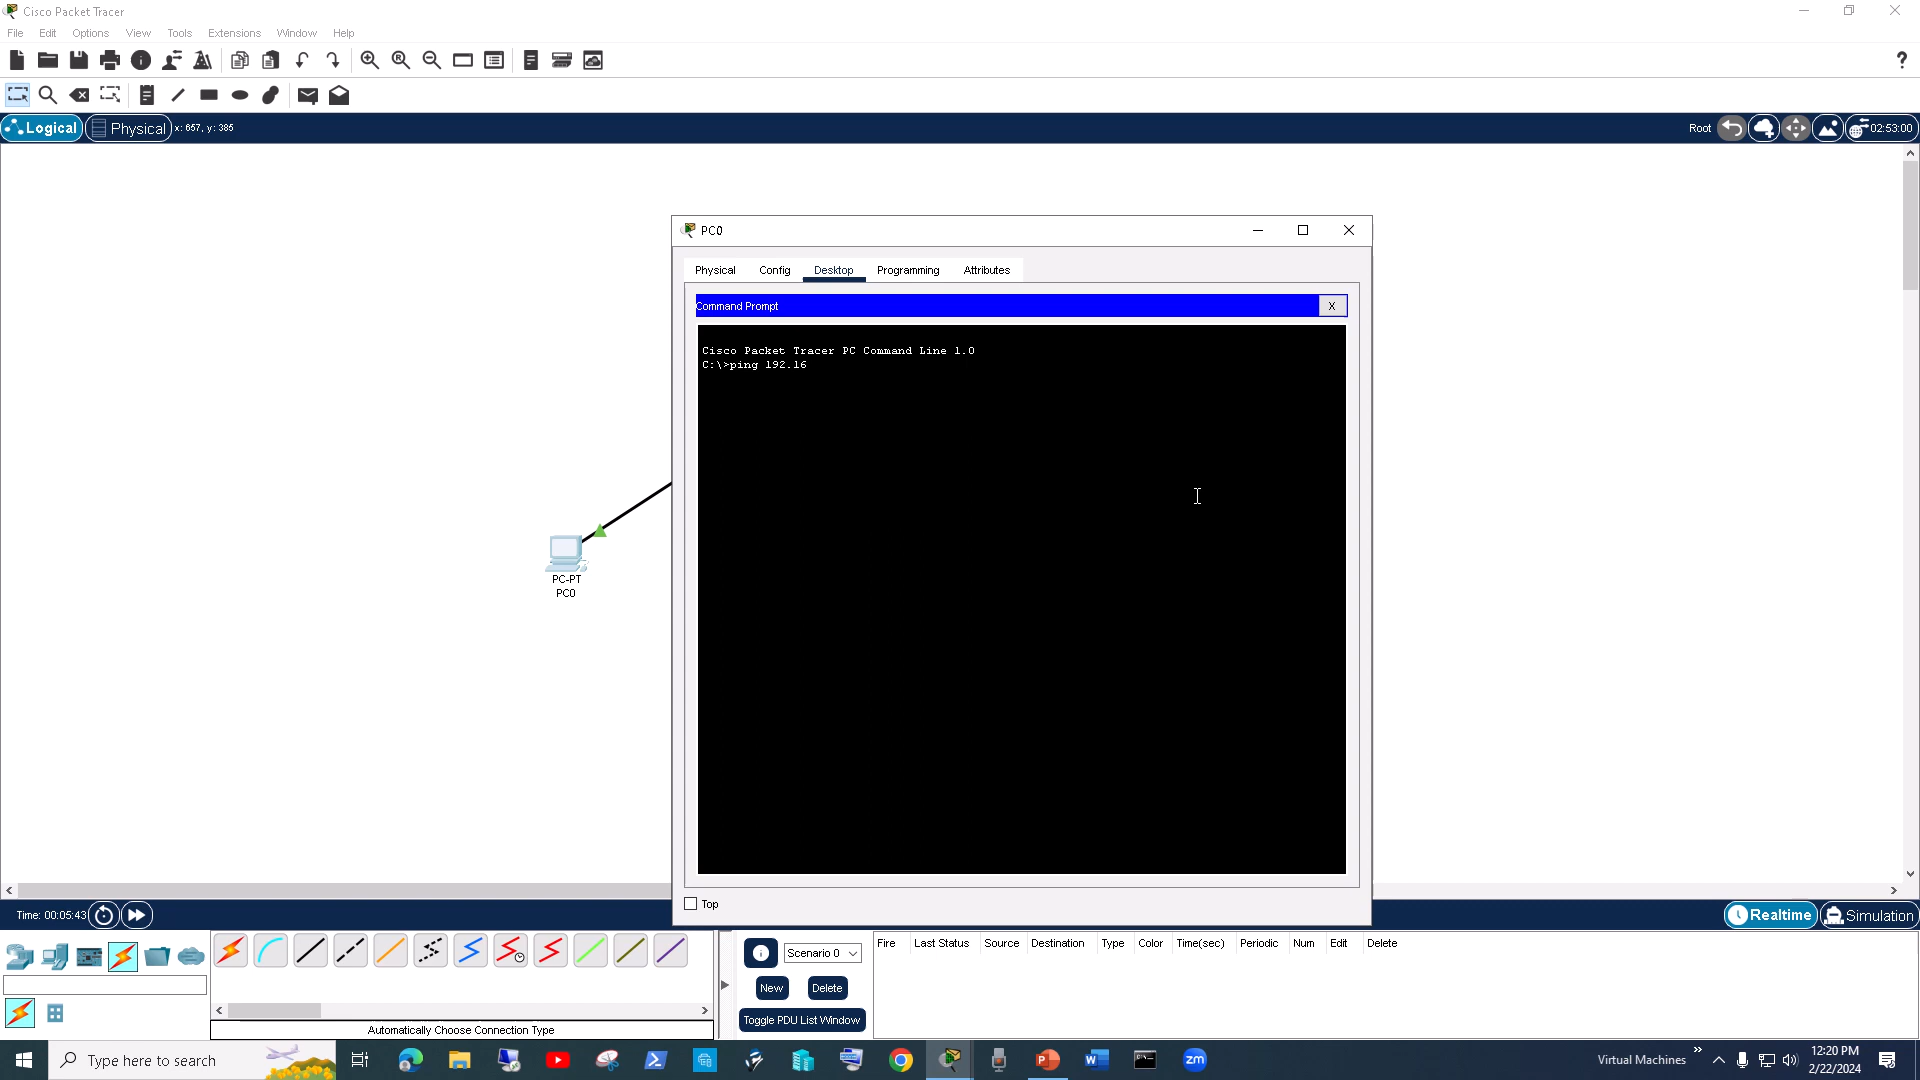 Cisco Packet Tracer
File Edit Options View Tools Extensions Window Help
?
Logical Physical x: 657, y: 385 Root 02:53:00
PC0
Physical Config Desktop Programming Attributes
Command Prompt X
Cisco Packet Tracer PC Command Line 1.0
C:\>ping 192.16
PC-PT
PC0
Top
Time: 00:05:43 Realtime Simulation
Scenario 0
New Delete
Toggle PDU List Window
Fire Last Status Source Destination Type Color Time(sec) Periodic Num Edit Delete
Automatically Choose Connection Type
Type here to search
zm
Virtual Machines
12:20 PM
2/22/2024